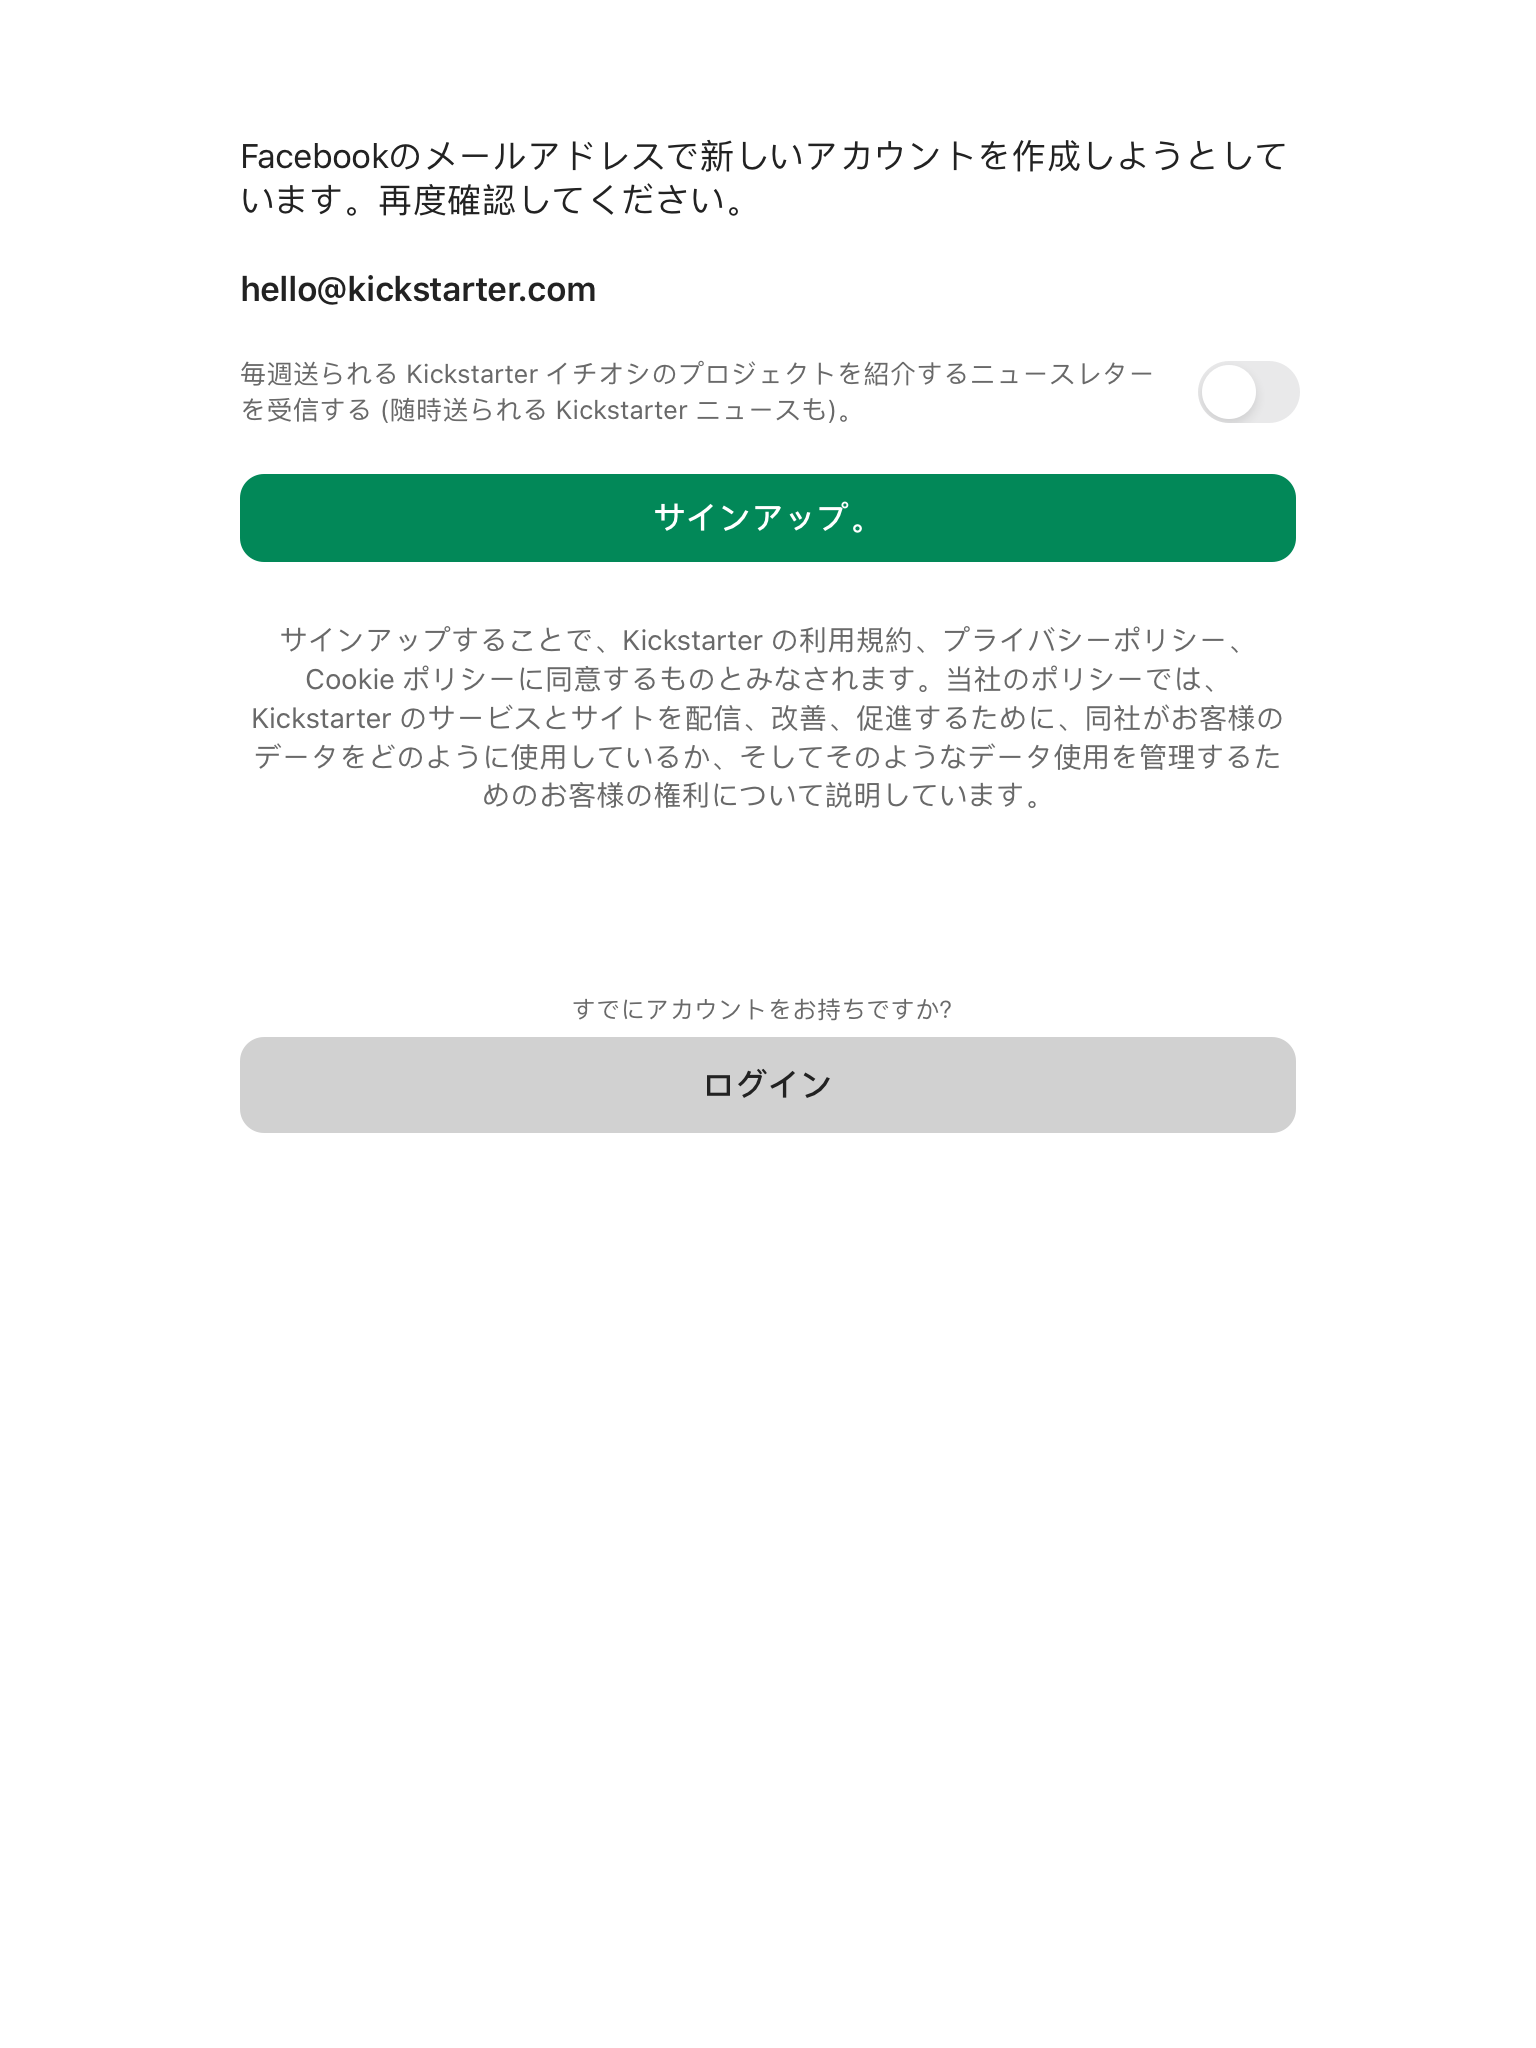 Facebookのメールアドレスで新しいアカウントを作成しようとして
います。再度確認してください。
hello@kickstarter.com
毎週送られる Kickstarter イチオシのプロジェクトを紹介するニュースレター
を受信する (随時送られる Kickstarter ニュースも)。
サインアップ。
サインアップすることで、Kickstarter の利用規約、プライバシーポリシー、
Cookie ポリシーに同意するものとみなされます。当社のポリシーでは、
Kickstarter のサービスとサイトを配信、改善、促進するために、同社がお客様の
データをどのように使用しているか、そしてそのようなデータ使用を管理するた
めのお客様の権利について説明しています。
すでにアカウントをお持ちですか?
ログイン